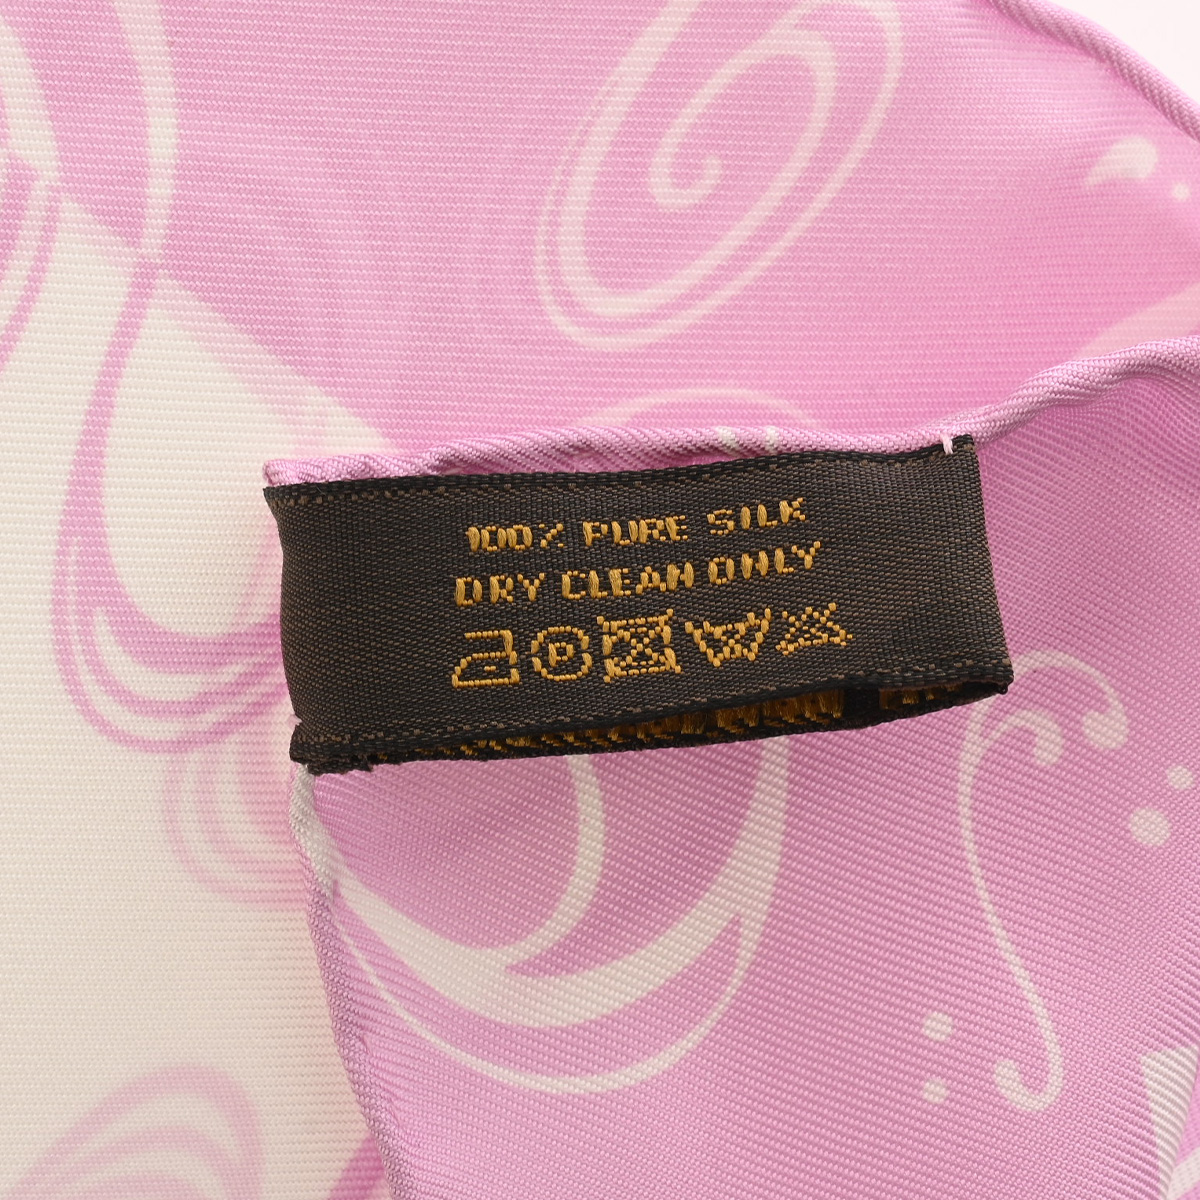 100% PURE SILK
DRY CLEAN ONLY
P